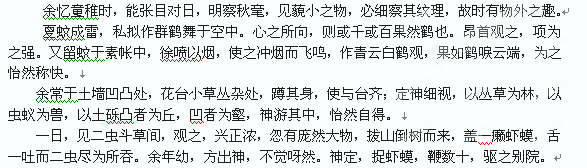 余忆童稚时，能张目对日，明察秋毫，见藐小之物，必细察其纹理，故时有物外之趣。
夏蚊成雷，私拟作群鹤舞于空中。心之所向，则或千或百果然鹤也。昂首观之，项为
之强。又留蚊于素帐中，徐喷以烟，使之冲烟而飞鸣，作青云白鹤观，果如鹤唳云端，为之
怡然称快。↓
余常于土墙凹凸处，花台小草丛杂处，蹲其身，使与台齐；定神细视，以丛草为林，以
虫蚁为兽，以土砾凸者为丘，凹者为壑，神游其中，怡然自得。
一日，见二虫斗草间，观之，兴正浓，忽有庞然大物，拔山倒树而来，盖一癞虾蟆，舌
一吐而二虫尽为所吞。余年幼，方出神，不觉呀然。神定，捉虾蟆，鞭数十，驱之别院。